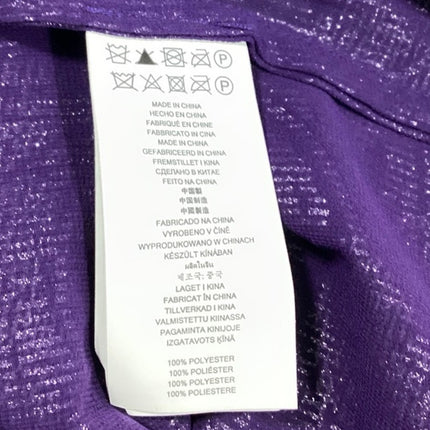 P
P
MADE IN CHINA
HECHO EN CHINA
FABRIQUÉ EN CHINE
FABBRICATO IN CINA
MADE IN CHINA
GEFABRICEERD IN CHINA
FREMSTILLET I KINA
СДЕЛАНО В КИТАЕ
FEITO NA CHINA
中国製
中国制造
中國製造
FABRICADO NA CHINA
VYROBENO V ČÍNĚ
WYPRODUKOWANO W CHINACH
KÉSZÜLT KÍNÁBAN
ผลิตในจีน
제조국: 중국
LAGET I KINA
FABRICAT ÎN CHINA
TILLVERKAD I KINA
VALMISTETTU KIINASSA
PAGAMINTA KINIJOJE
IZGATAVOTS ĶĪNĀ
100% POLYESTER
100% POLIÉSTER
100% POLYESTER
100% POLIESTERE